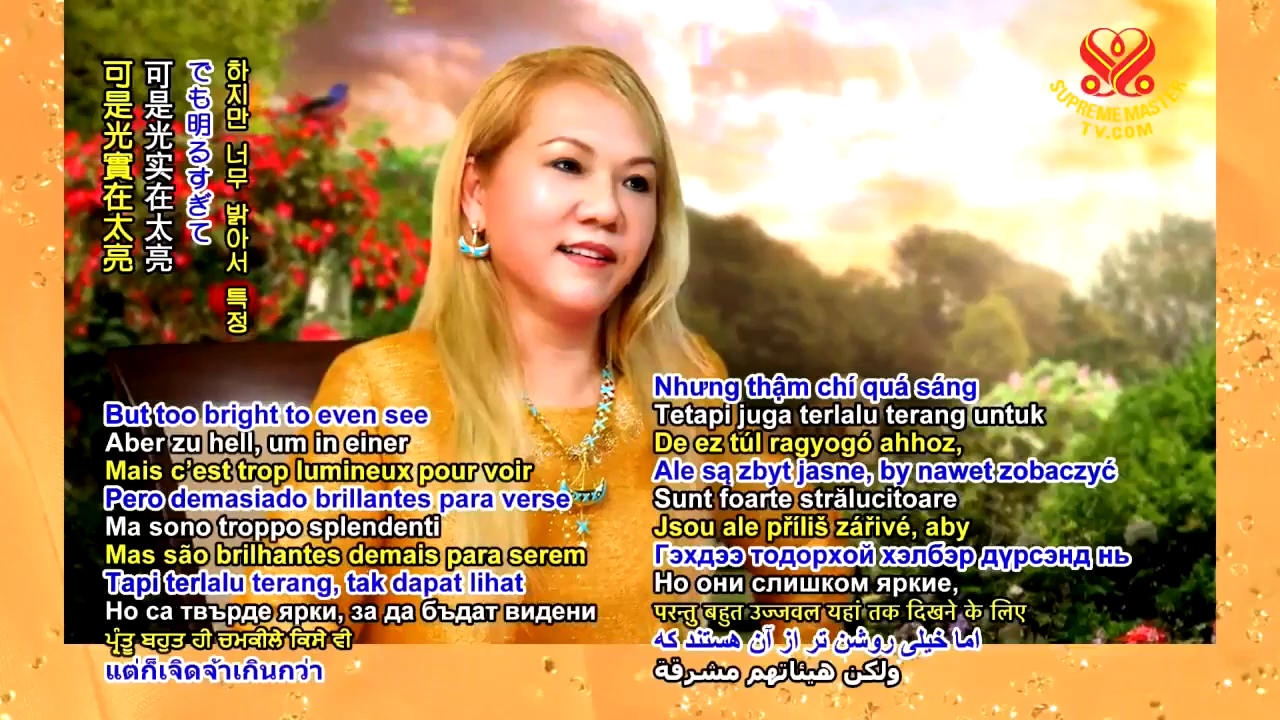 可是光實在太亮
可是光实在太亮
でも明るすぎて
하지만 너무 밝아서 특정
SUPREME MASTER
TV.COM
But too bright to even see
Aber zu hell, um in einer
Mais c’est trop lumineux pour voir
Pero demasiado brillantes para verse
Ma sono troppo splendenti
Mas são brilhantes demais para serem
Tapi terlalu terang, tak dapat lihat
Но са твърде ярки, за да бъдат видени
ਪ੍ਰੰਤੂ ਬਹੁਤ ਹੀ ਚਮਕੀਲੇ ਕਿਸੇ ਵੀ
แต่ก็เจิดจ้าเกินกว่า
Nhưng thậm chí quá sáng
Tetapi juga terlalu terang untuk
De ez túl ragyogó ahhoz,
Ale są zbyt jasne, by nawet zobaczyć
Sunt foarte strălucitoare
Jsou ale příliš zářivé, aby
Гэхдээ тодорхой хэлбэр дүрсэнд нь
Но они слишком яркие,
परन्तु बहुत उज्जवल यहां तक दिखने के लिए
اما خیلی روشن تر از آن هستند که
ولكن هيئاتهم مشرقة